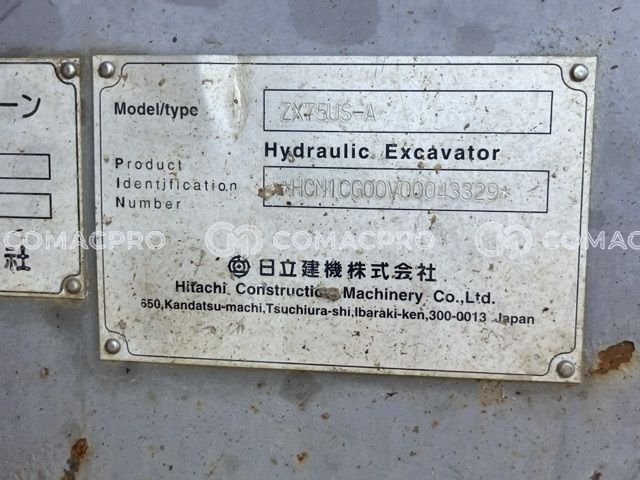 ーン
社
Model/type ZX75US-A
Hydraulic Excavator
Product
Identification *HCM1CG00V00043329*
Number
COMACPRO COMACPRO COMACPRO
日立建機株式会社
Hitachi Construction Machinery Co.,Ltd.
650,Kandatsu-machi,Tsuchiura-shi,Ibaraki-ken,300-0013 Japan